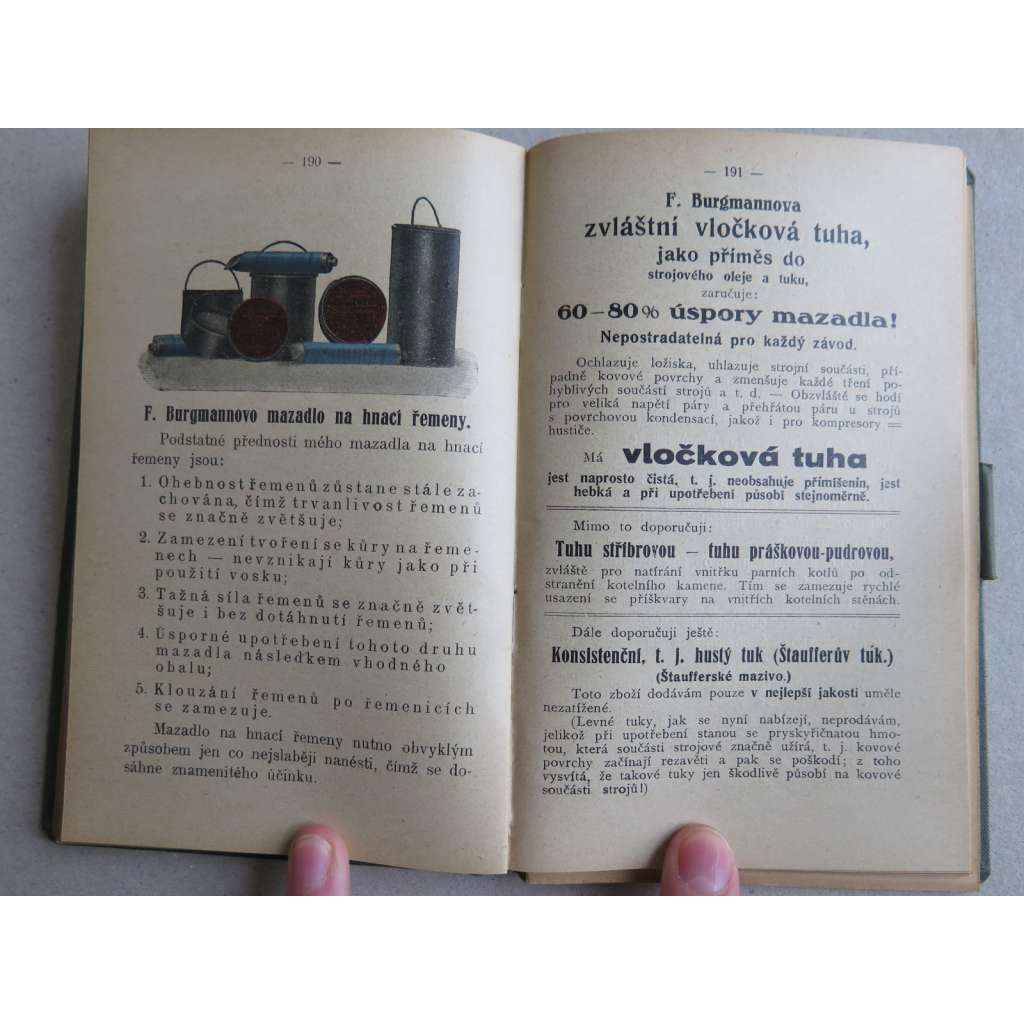 — 190 —
F. Burgmannovo mazadlo na hnací řemeny.
Podstatné přednosti mého mazadla na hnací
řemeny jsou:
1. Ohebnost řemenů zůstane stále za-
chována, čímž trvanlivost řemenů
se značně zvětšuje;
2. Zamezení tvoření se kůry na řeme-
nech — nevznikají kůry jako při
použití vosku;
3. Tažná síla řemenů se značně zvět-
šuje i bez dotáhnutí řemenů;
4. Úsporné upotřebení tohoto druhu
mazadla následkem vhodného
obalu;
5. Klouzání řemenů po řemenicích
se zamezuje.
Mazadlo na hnací řemeny nutno obvyklým
způsobem jen co nejslaběji nanésti, čímž se do-
sáhne znamenitého účinku.
— 191 —
F. Burgmannova
zvláštní vločková tuha,
jako příměs do
strojového oleje a tuku,
zaručuje:
60—80% úspory mazadla!
Nepostradatelná pro každý závod.
Ochlazuje ložiska, uhlazuje strojní součásti, pří-
padně kovové povrchy a zmenšuje každé tření po-
hyblivých součástí strojů a t. d. — Obzvláště se hodí
pro veliká napětí páry a přehřátou páru u strojů
s povrchovou kondensací, jakož i pro kompresory =
hustiče.
Má vločková tuha
jest naprosto čistá, t. j. neobsahuje přimíšenin, jest
hebká a při upotřebení působí stejnoměrně.
Mimo to doporučuji:
Tuhu stříbrovou — tuhu práškovou-pudrovou,
zvláště pro natírání vnitřku parních kotlů po od-
stranění kotelního kamene. Tím se zamezuje rychlé
usazení se příškvary na vnitřích kotelních stěnách.
Dále doporučuji ještě:
Konsistenční, t. j. hustý tuk (Štaufferův tuk.)
(Štaufferské mazivo.)
Toto zboží dodávám pouze v nejlepší jakosti uměle
nezatížené.
(Levné tuky, jak se nyní nabízejí, neprodávám,
jelikož při upotřebení stanou se pryskyřičnatou hmo-
tou, která součásti strojové značně užírá, t. j. kovové
povrchy začínají rezavěti a pak se poškodí; z toho
vysvítá, že takové tuky jen škodlivě působí na kovové
součásti strojů!)